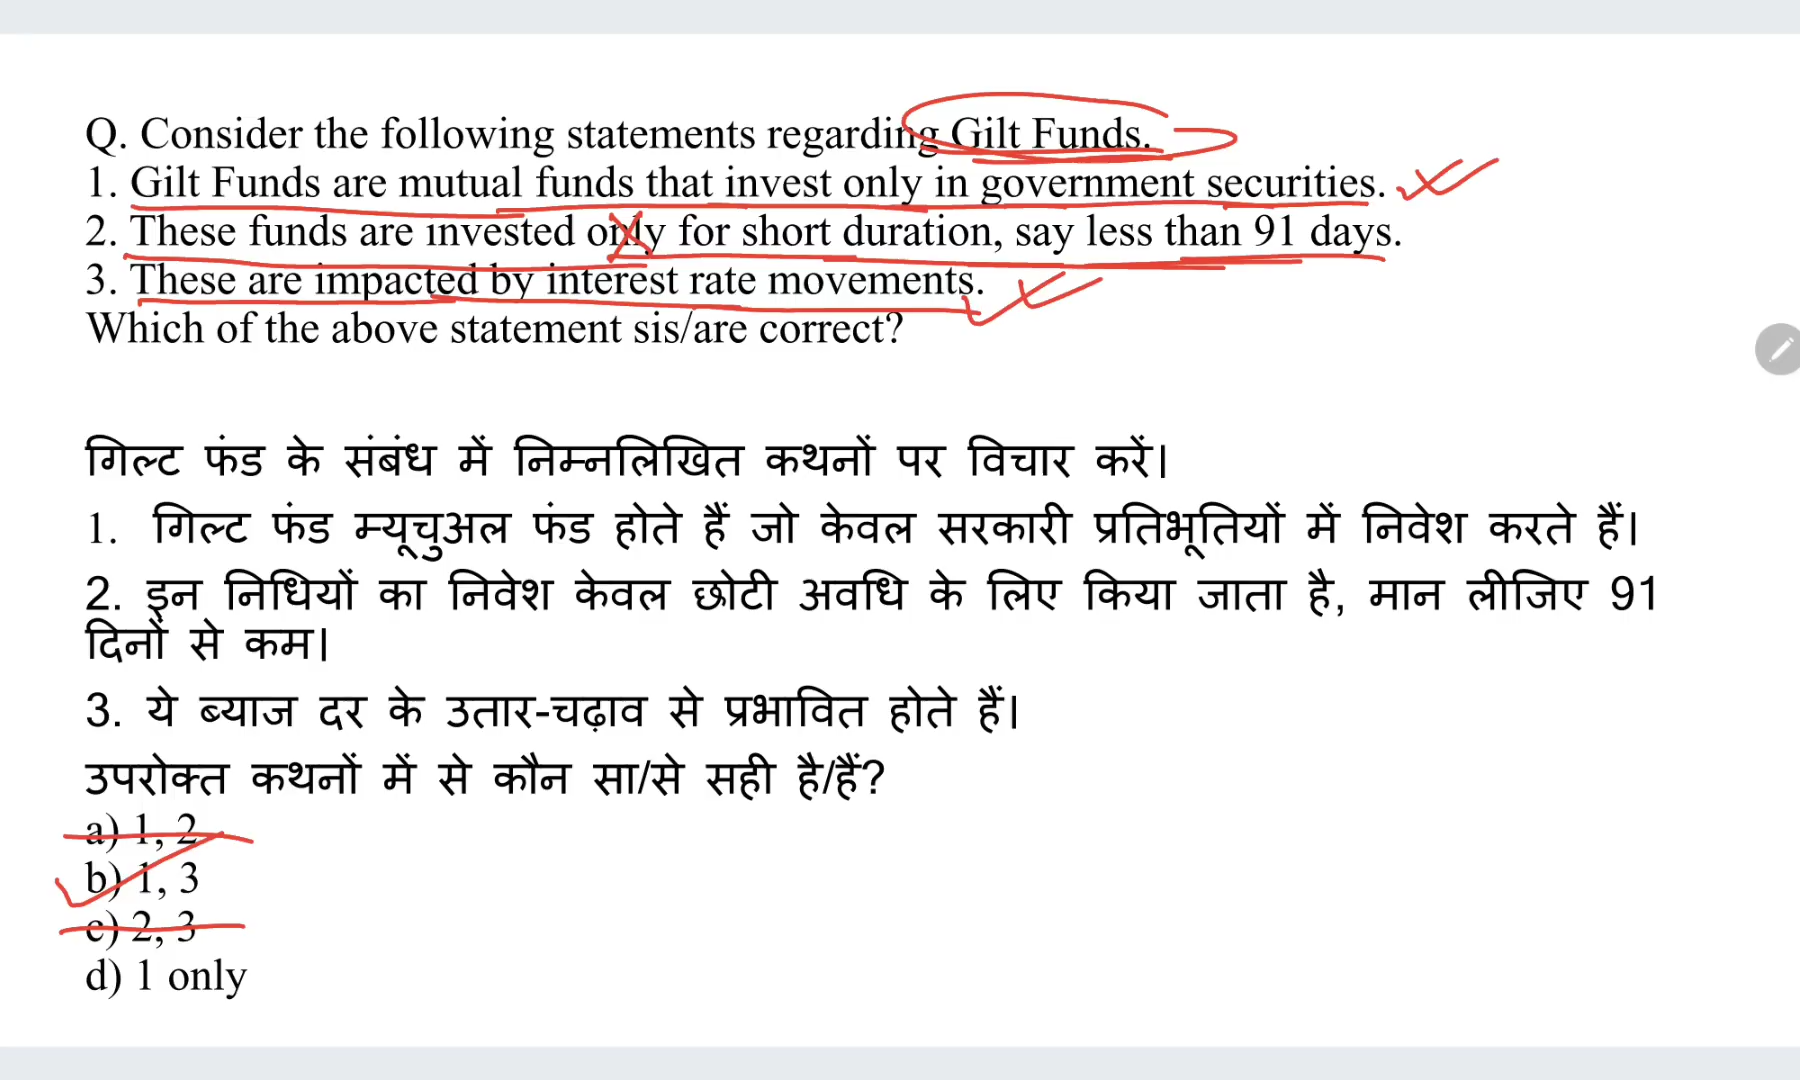 Q. Consider the following statements regarding Gilt Funds.
1. Gilt Funds are mutual funds that invest only in government securities.
2. These funds are invested only for short duration, say less than 91 days.
3. These are impacted by interest rate movements.
Which of the above statement sis/are correct?
गिल्ट फंड के संबंध में निम्नलिखित कथनों पर विचार करें।
1. गिल्ट फंड म्यूचुअल फंड होते हैं जो केवल सरकारी प्रतिभूतियों में निवेश करते हैं।
2. इन निधियों का निवेश केवल छोटी अवधि के लिए किया जाता है, मान लीजिए 91
दिनों से कम।
3. ये ब्याज दर के उतार-चढ़ाव से प्रभावित होते हैं।
उपरोक्त कथनों में से कौन सा/से सही है/हैं?
a) 1, 2
b) 1, 3
c) 2, 3
d) 1 only